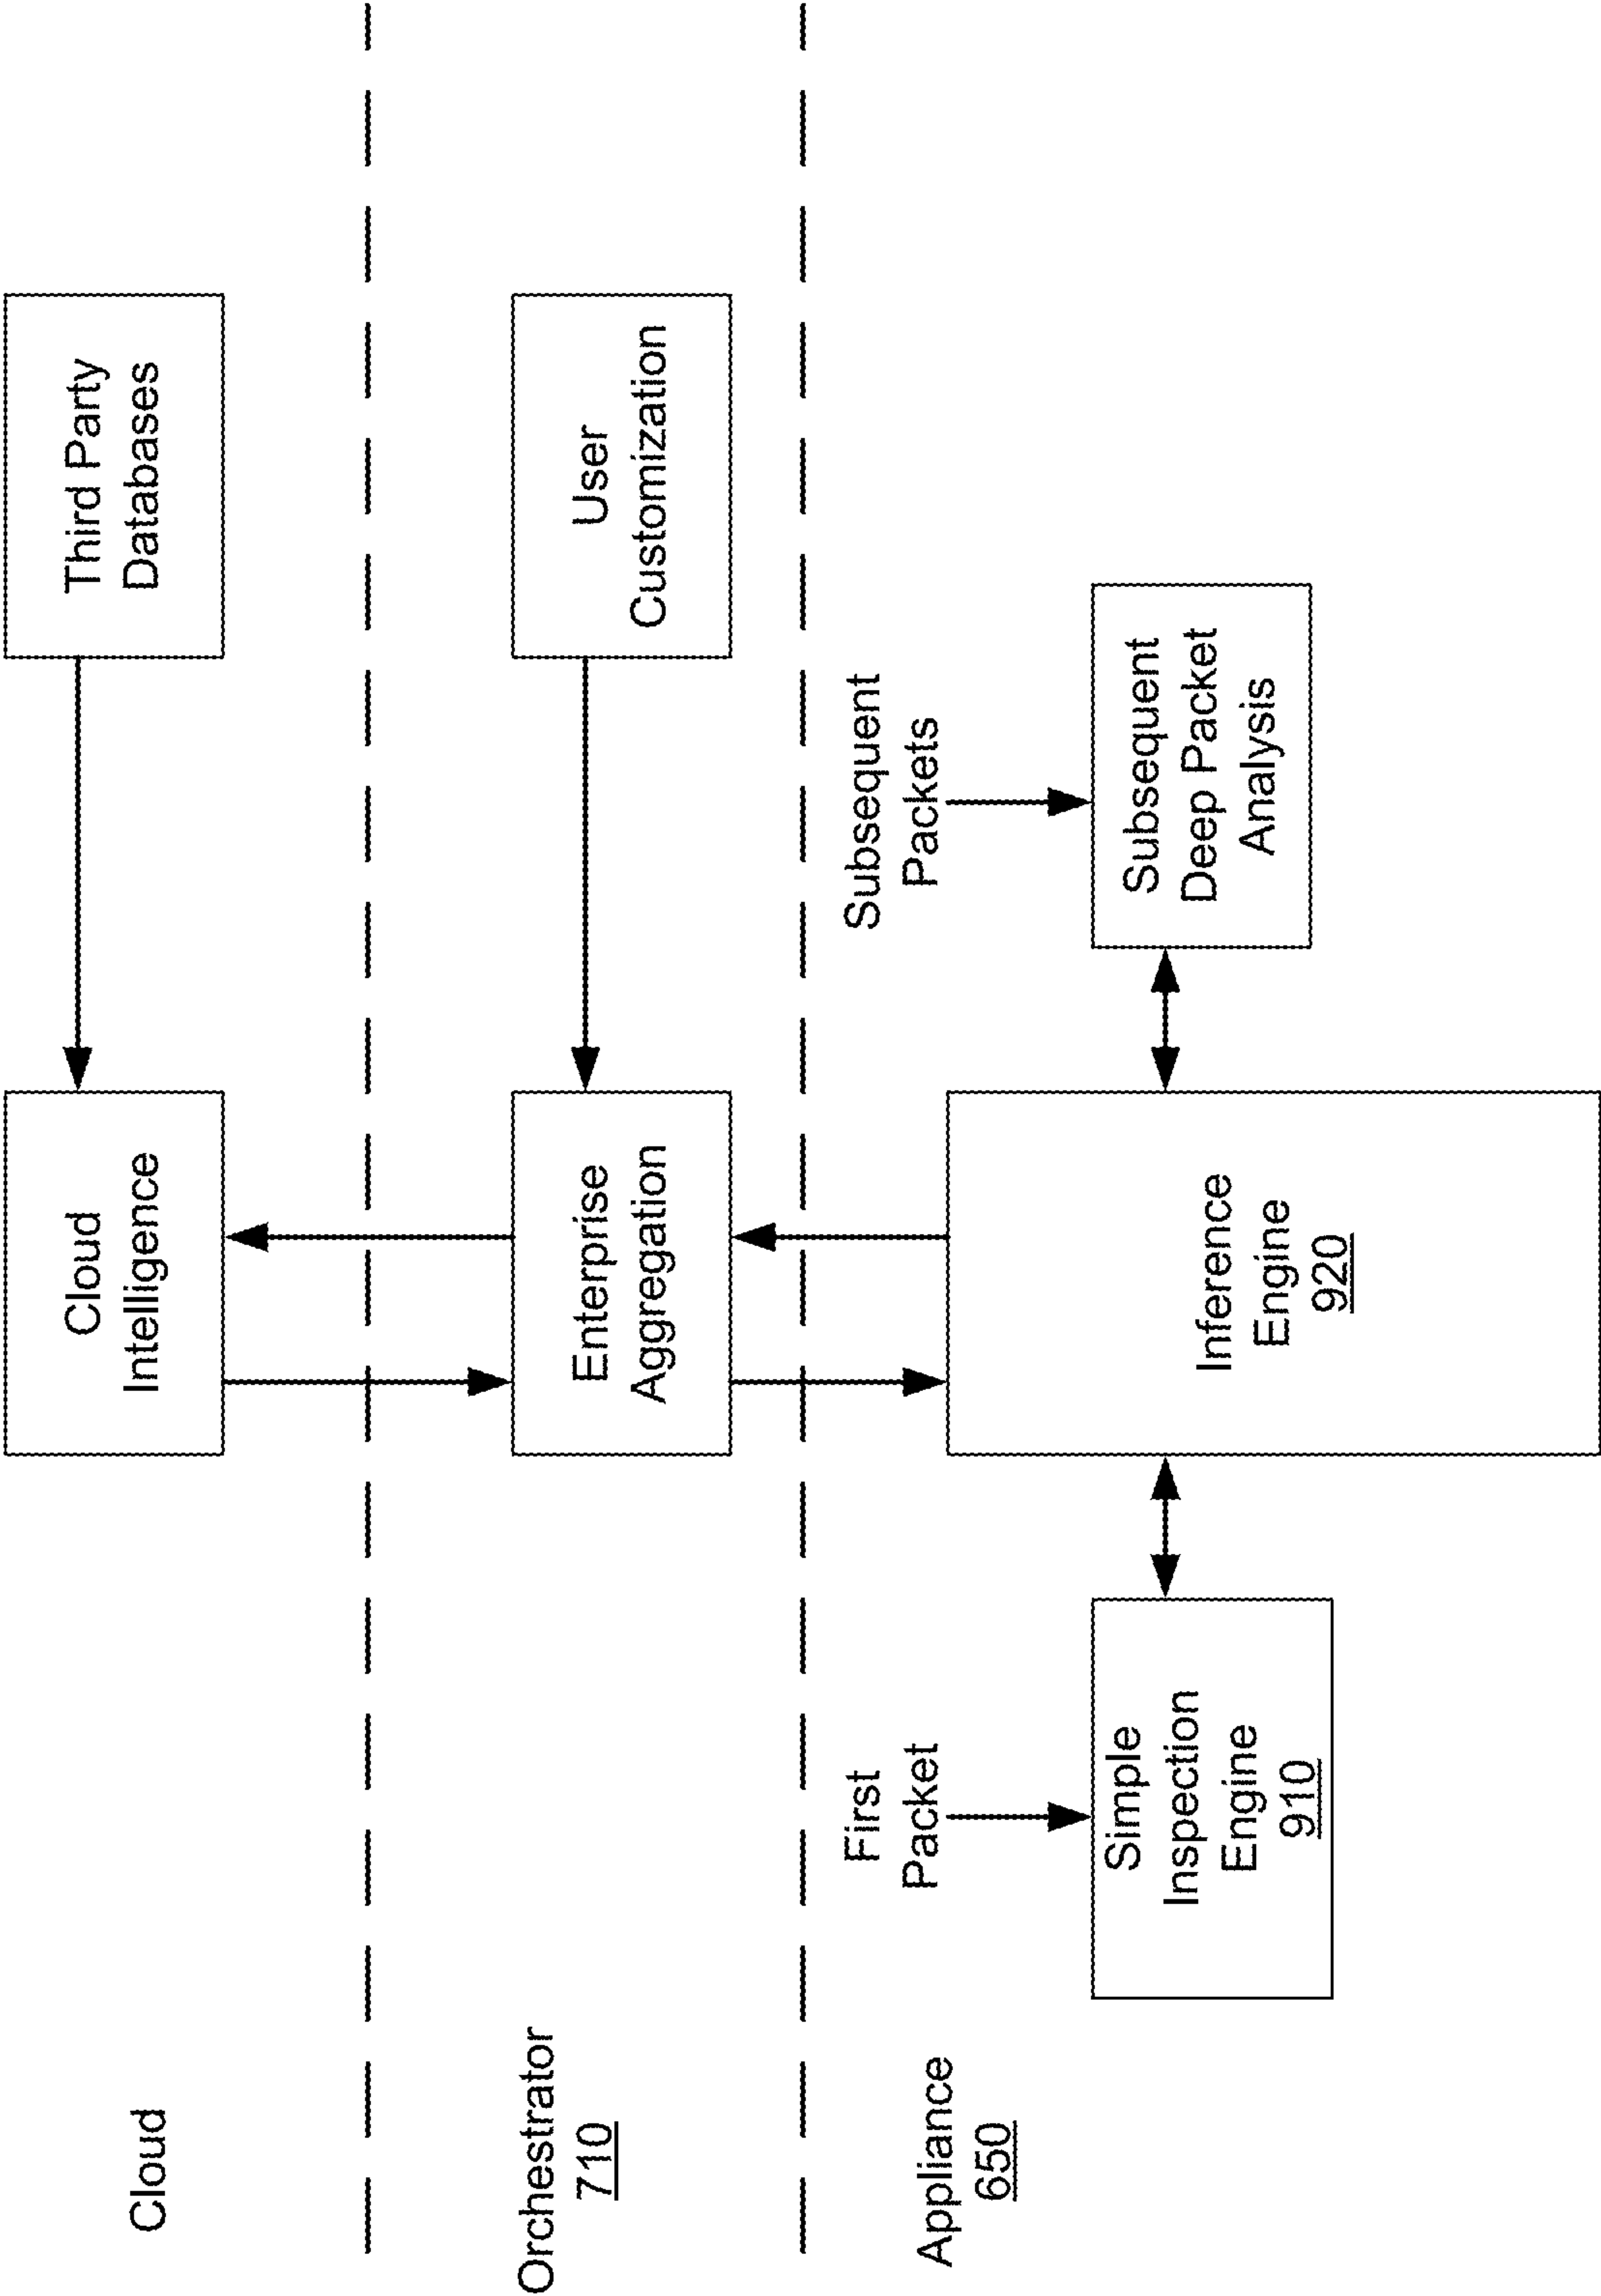 Cloud
Cloud
Intelligence
Third Party
Databases
Orchestrator
710
Enterprise
Aggregation
User
Customization
Appliance
650
First
Packet
Subsequent
Packets
Simple
Inspection
Engine
910
Inference
Engine
920
Subsequent
Deep Packet
Analysis